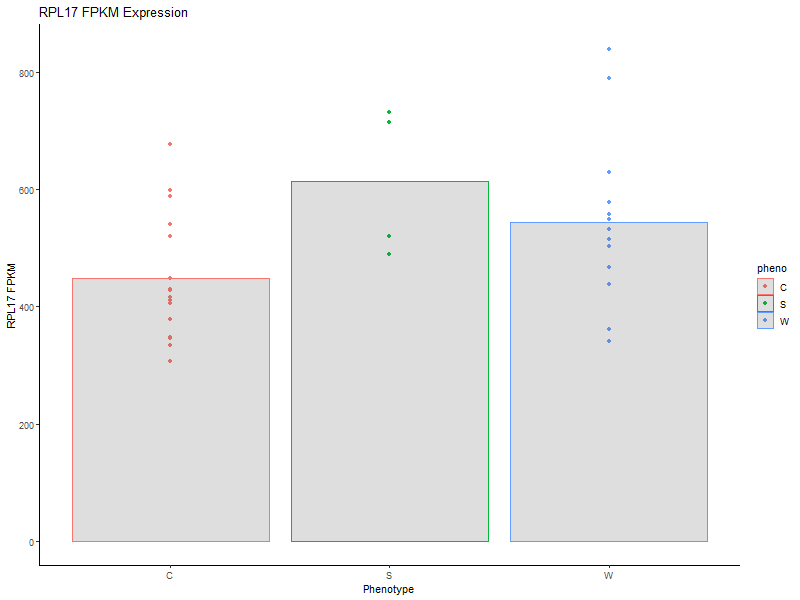 RPL17 FPKM Expression
800
600
400
200
0
RPL17 FPKM
C
S
W
Phenotype
pheno
C
S
W